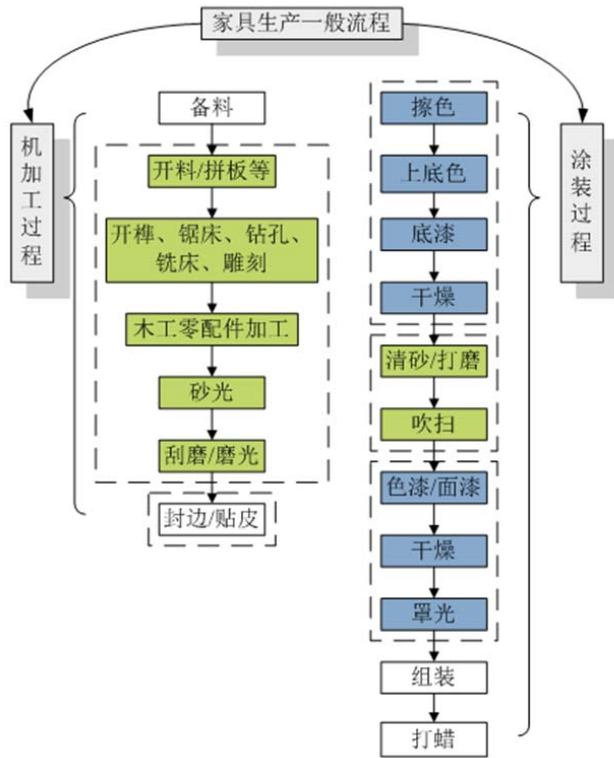 家具生产一般流程
机加工过程
备料
开料/拼板等
开榫、锯床、钻孔、
铣床、雕刻
木工零配件加工
砂光
刮磨/磨光
封边/贴皮
擦色
上底色
底漆
干燥
清砂/打磨
吹扫
色漆/面漆
干燥
罩光
组装
打蜡
涂装过程